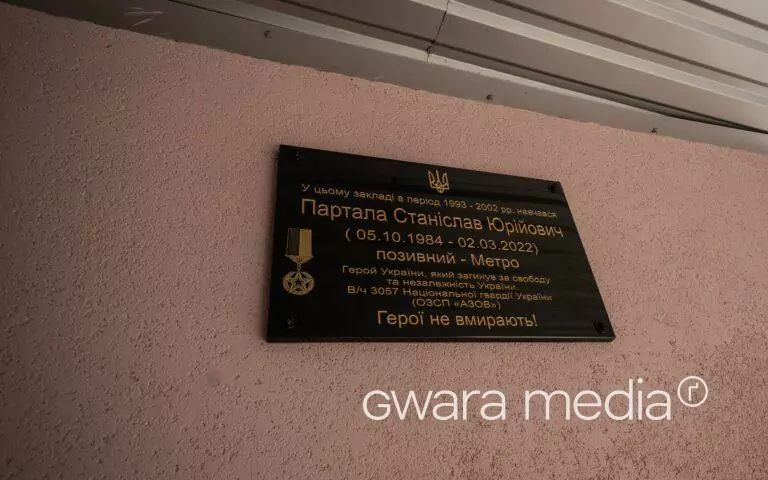 У цьому закладі в період 1993 - 2002 рр. навчався
Партала Станіслав Юрійович
( 05.10.1984 - 02.03.2022)
позивний - Метро
Герой України, який загинув за свободу
та незалежність України.
В/ч 3057 Національної гвардії України
(ОЗСП «АЗОВ»)
Герої не вмирають!
Gwara media ґ